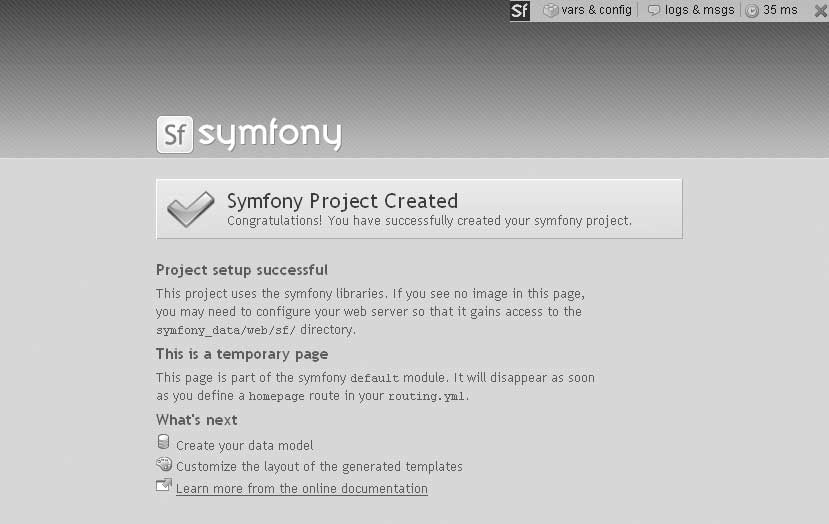 Sf vars & config logs & msgs 35 ms
Sf symfony
Symfony Project Created
Congratulations! You have successfully created your symfony project.
Project setup successful
This project uses the symfony libraries. If you see no image in this page,
you may need to configure your web server so that it gains access to the
symfony_data/web/sf/ directory.
This is a temporary page
This page is part of the symfony default module. It will disappear as soon
as you define a homepage route in your routing.yml.
What's next
Create your data model
Customize the layout of the generated templates
Learn more from the online documentation